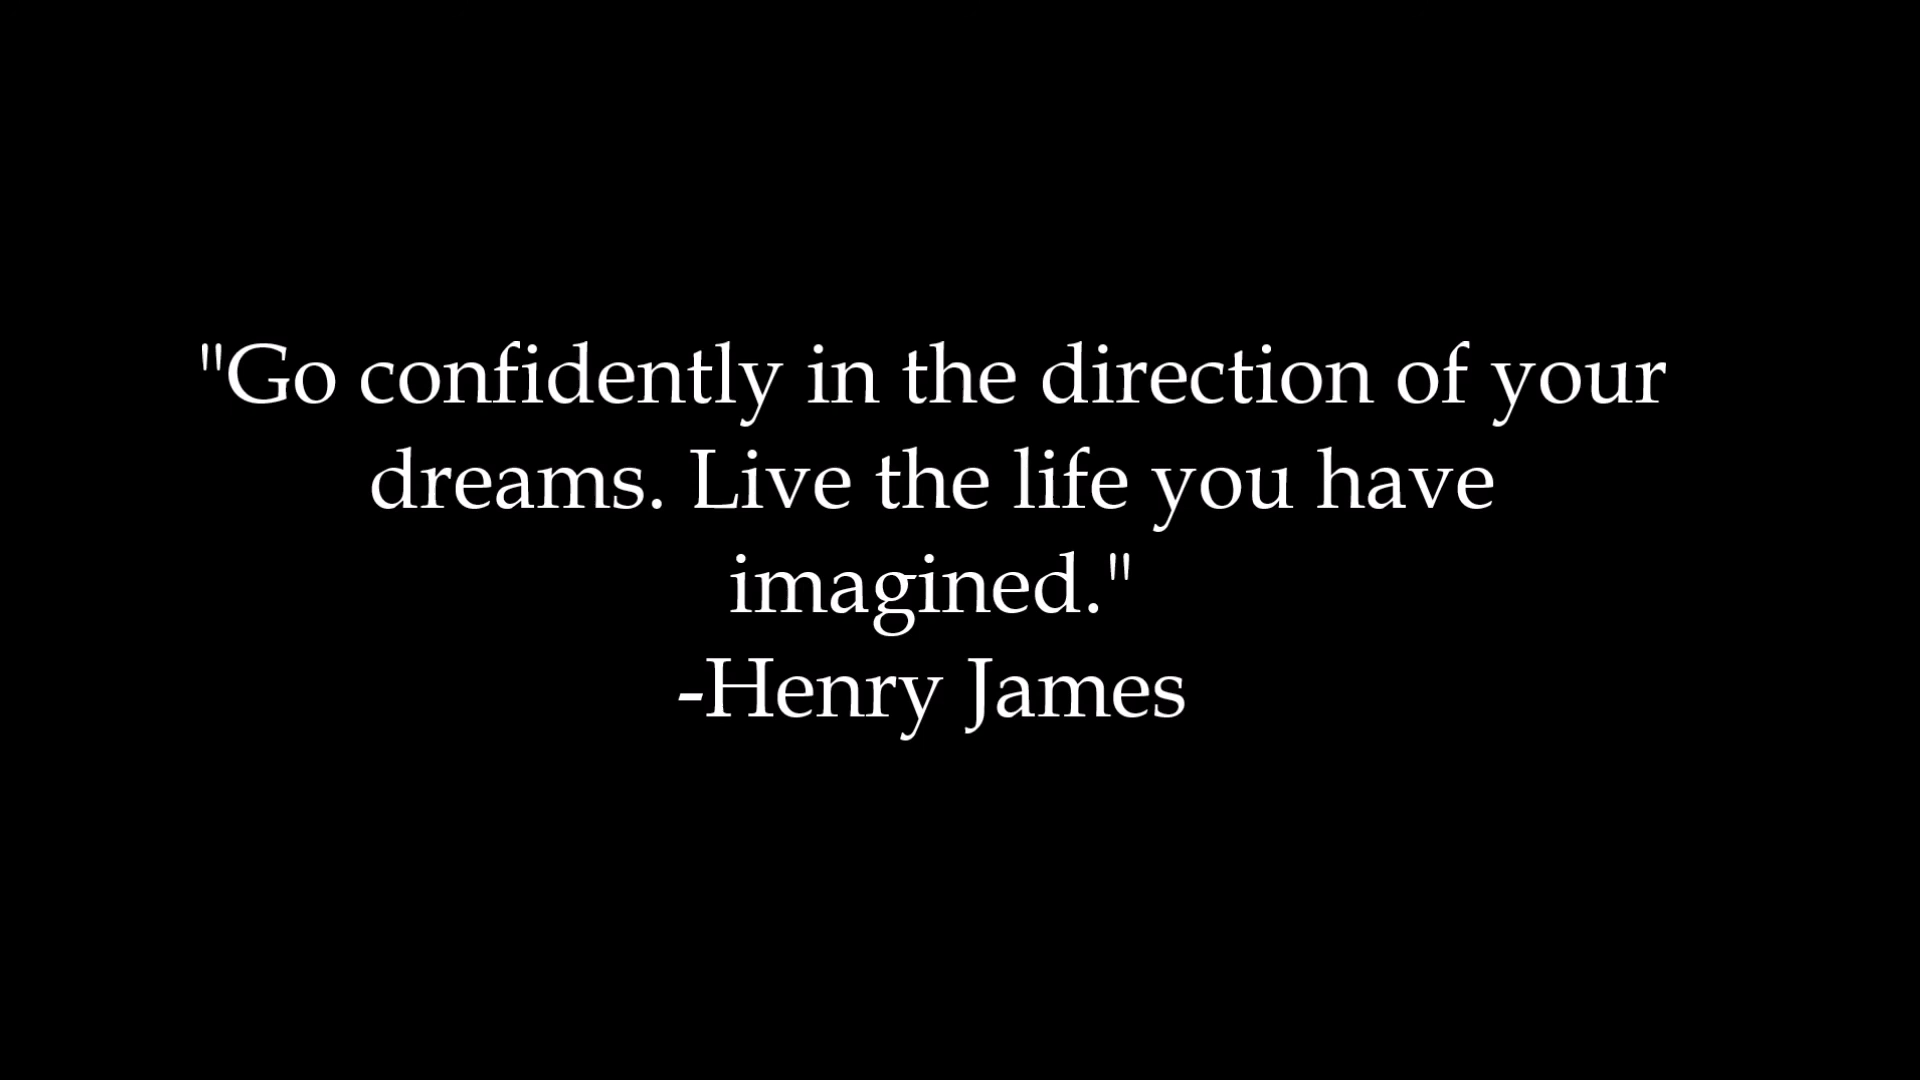 "Go confidently in the direction of your
dreams. Live the life you have
imagined."
-Henry James